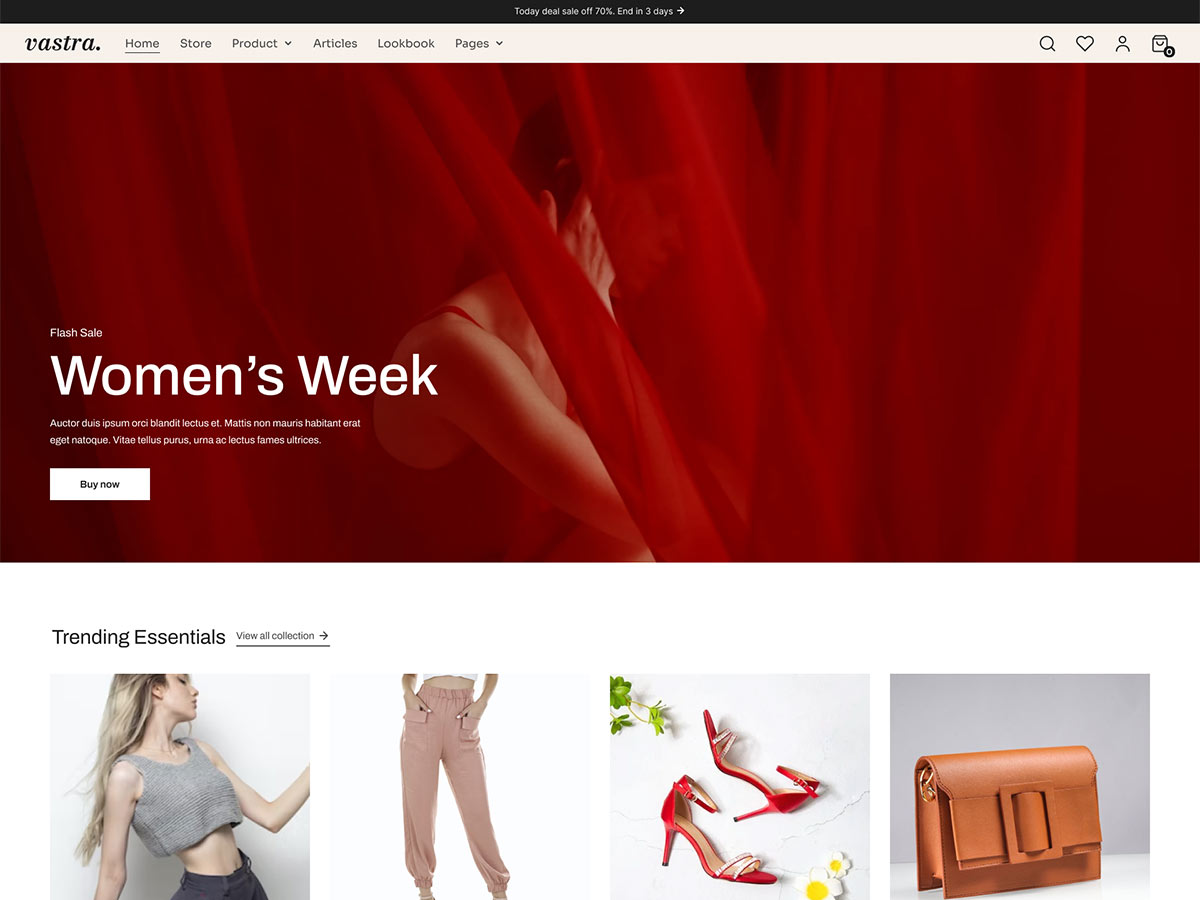 Today deal sale off 70%. End in 3 days →
vastra.
Home Store Product Articles Lookbook Pages
0
Flash Sale
Women’s Week
Auctor duis ipsum orci blandit lectus et. Mattis non mauris habitant erat
eget natoque. Vitae tellus purus, urna ac lectus fames ultrices.
Buy now
Trending Essentials View all collection →